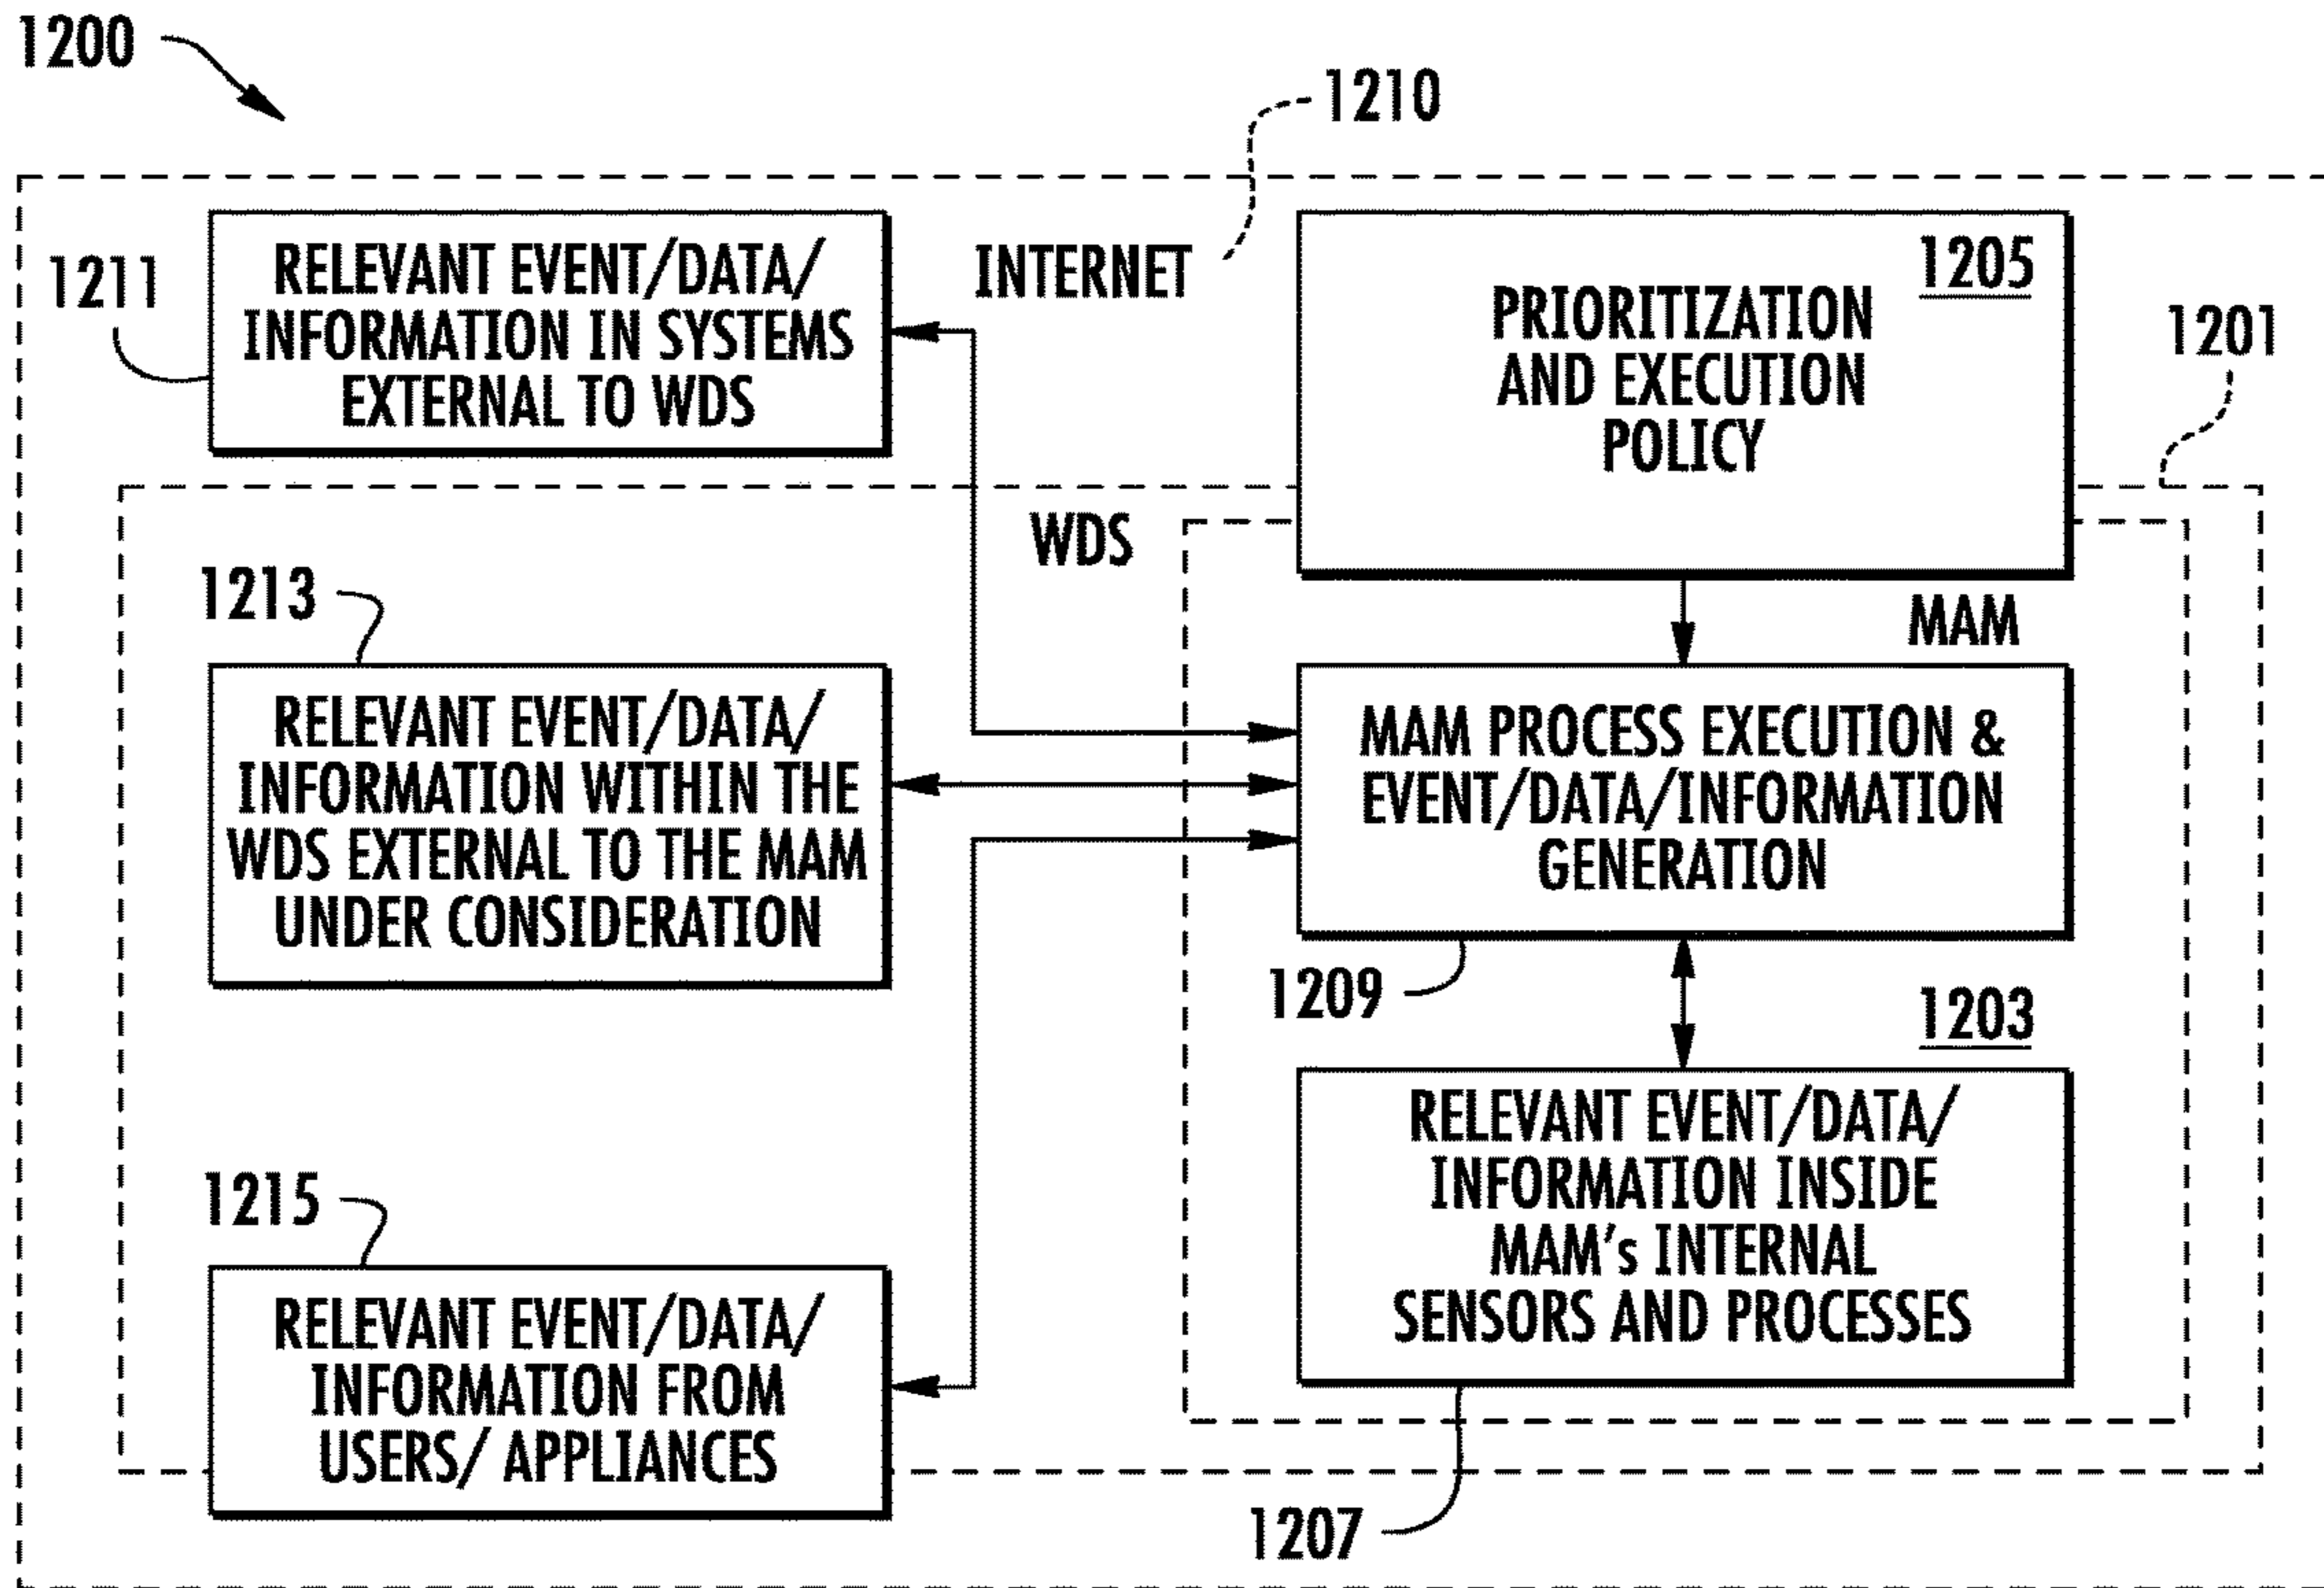 1200
1210
1211
RELEVANT EVENT/DATA/
INFORMATION IN SYSTEMS
EXTERNAL TO WDS
INTERNET
1205
PRIORITIZATION
AND EXECUTION
POLICY
1201
WDS
MAM
1213
RELEVANT EVENT/DATA/
INFORMATION WITHIN THE
WDS EXTERNAL TO THE MAM
UNDER CONSIDERATION
MAM PROCESS EXECUTION &
EVENT/DATA/INFORMATION
GENERATION
1209
1203
1215
RELEVANT EVENT/DATA/
INFORMATION FROM
USERS/ APPLIANCES
RELEVANT EVENT/DATA/
INFORMATION INSIDE
MAM's INTERNAL
SENSORS AND PROCESSES
1207